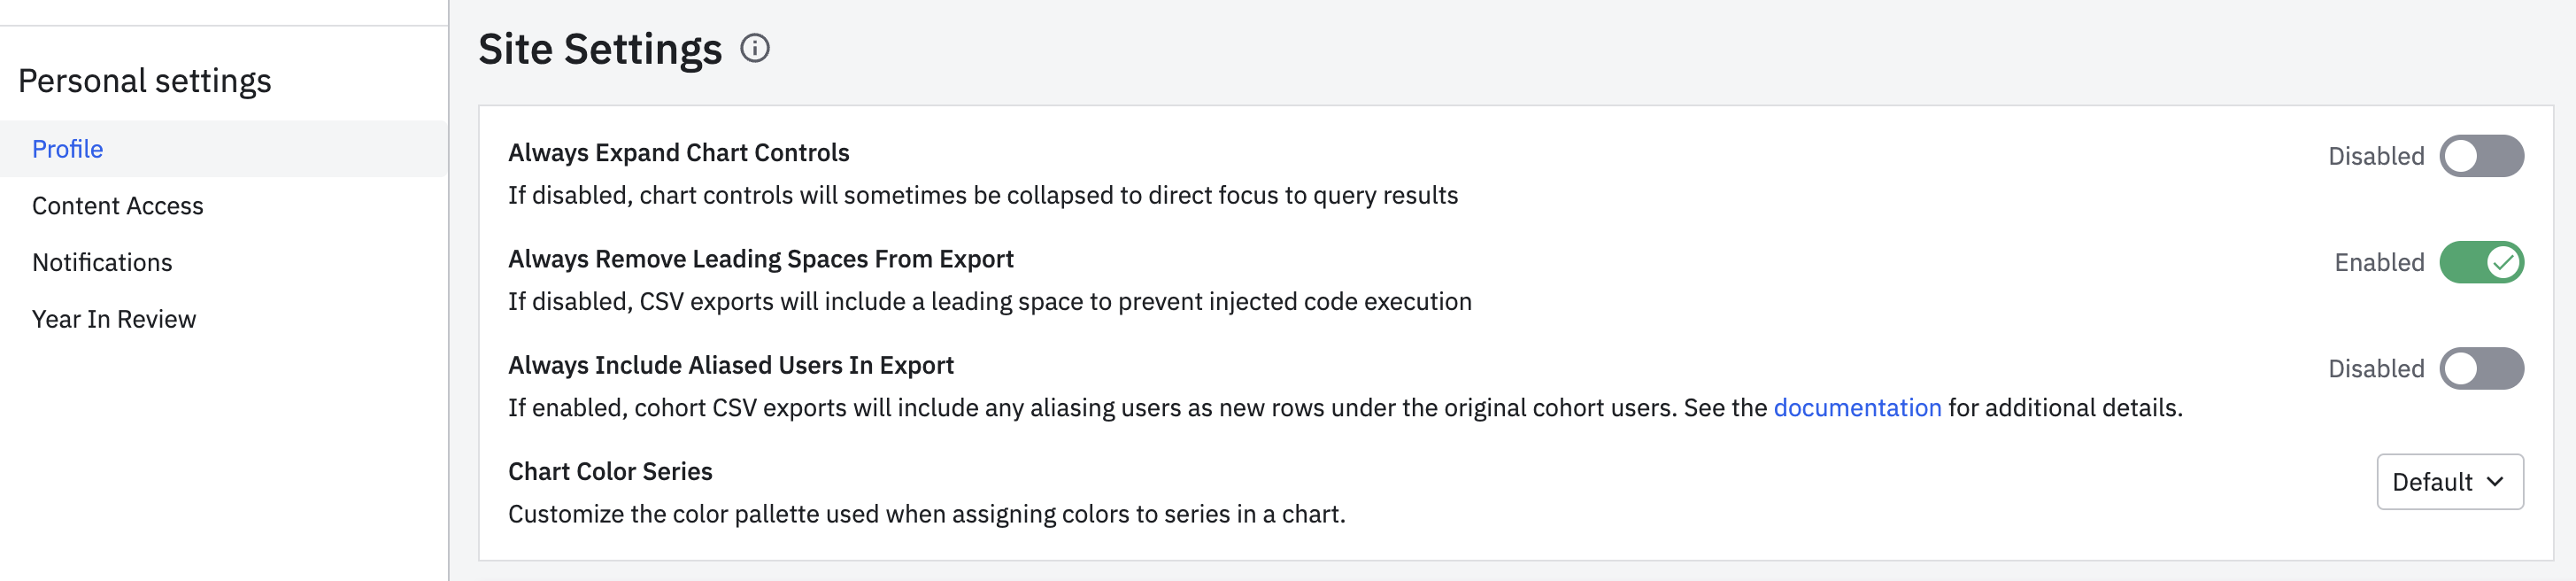 Personal settings
Profile
Content Access
Notifications
Year In Review
Site Settings
Always Expand Chart Controls
Disabled
If disabled, chart controls will sometimes be collapsed to direct focus to query results
Always Remove Leading Spaces From Export
Enabled
If disabled, CSV exports will include a leading space to prevent injected code execution
Always Include Aliased Users In Export
Disabled
If enabled, cohort CSV exports will include any aliasing users as new rows under the original cohort users. See the documentation for additional details.
Chart Color Series
Default
Customize the color pallette used when assigning colors to series in a chart.